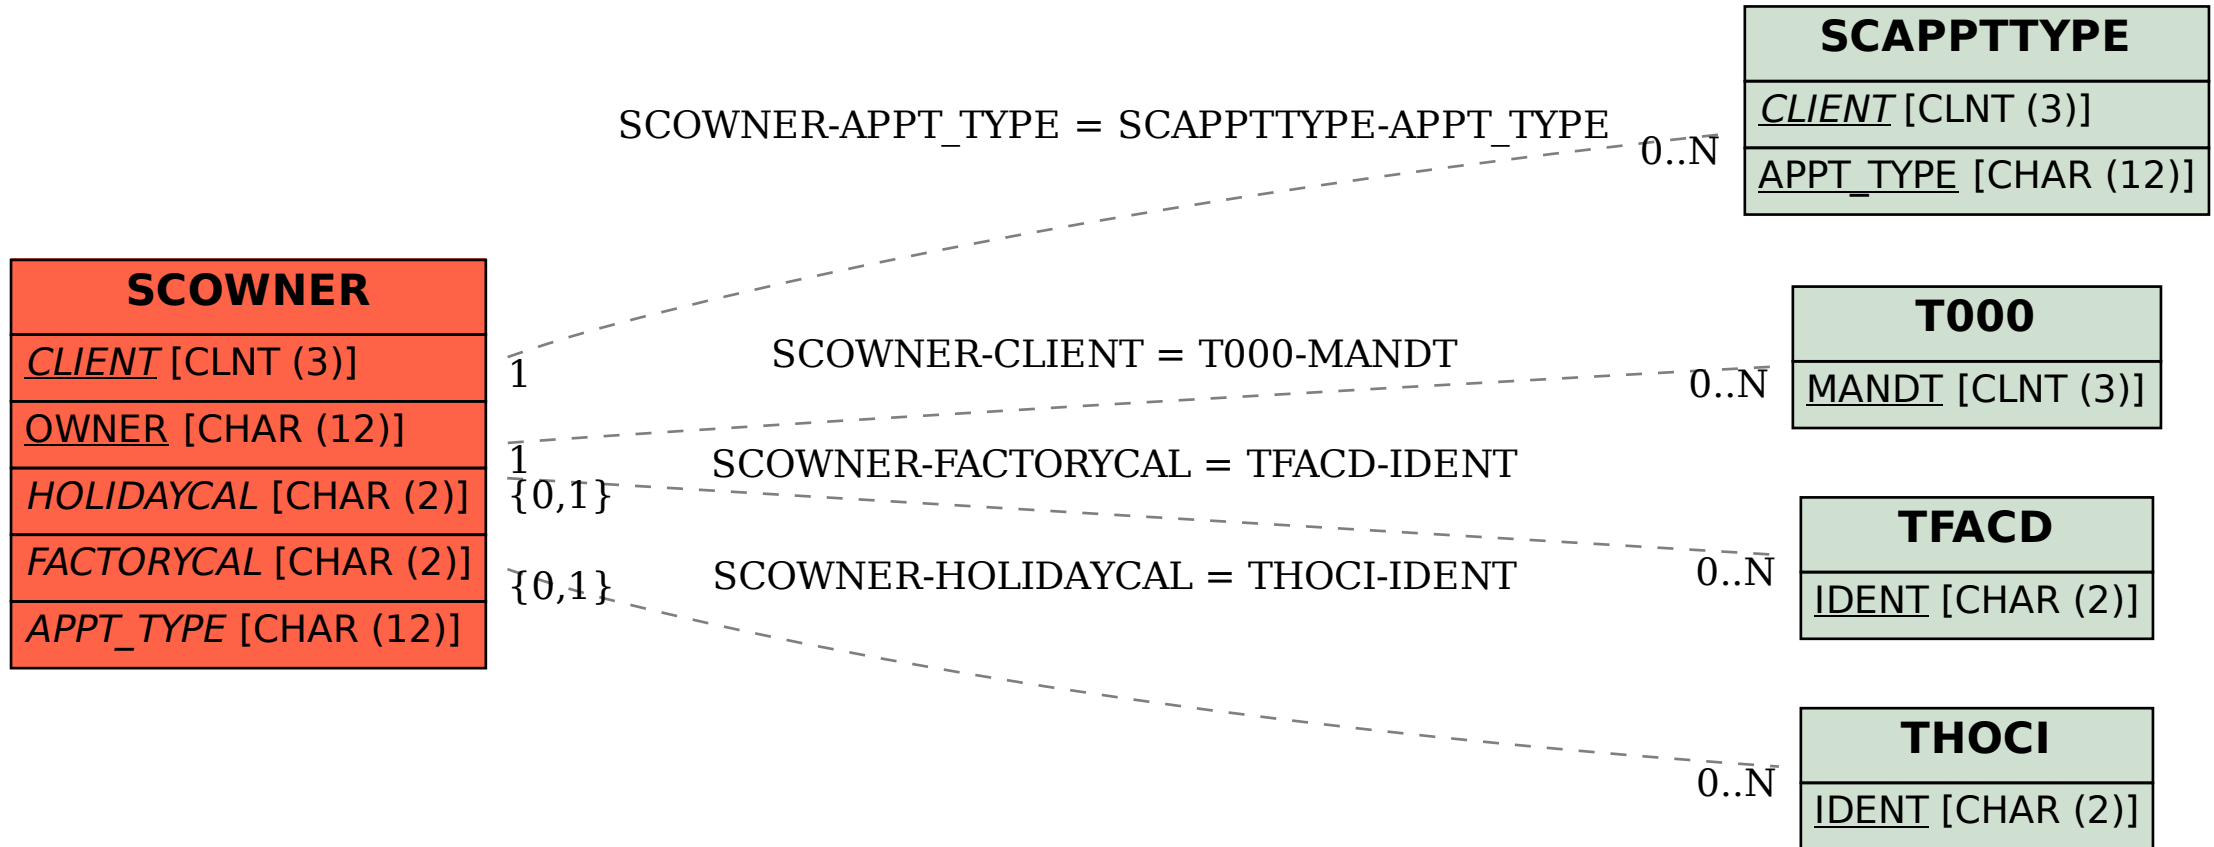 SCAPPTTYPE
CLIENT [CLNT (3)]
APPT_TYPE [CHAR (12)]
SCOWNER-APPT_TYPE = SCAPPTTYPE-APPT_TYPE
0..N
1
SCOWNER
CLIENT [CLNT (3)]
OWNER [CHAR (12)]
HOLIDAYCAL [CHAR (2)]
FACTORYCAL [CHAR (2)]
APPT_TYPE [CHAR (12)]
SCOWNER-CLIENT = T000-MANDT
0..N
1
T000
MANDT [CLNT (3)]
SCOWNER-FACTORYCAL = TFACD-IDENT
{0,1}
0..N
TFACD
IDENT [CHAR (2)]
SCOWNER-HOLIDAYCAL = THOCI-IDENT
{0,1}
0..N
THOCI
IDENT [CHAR (2)]